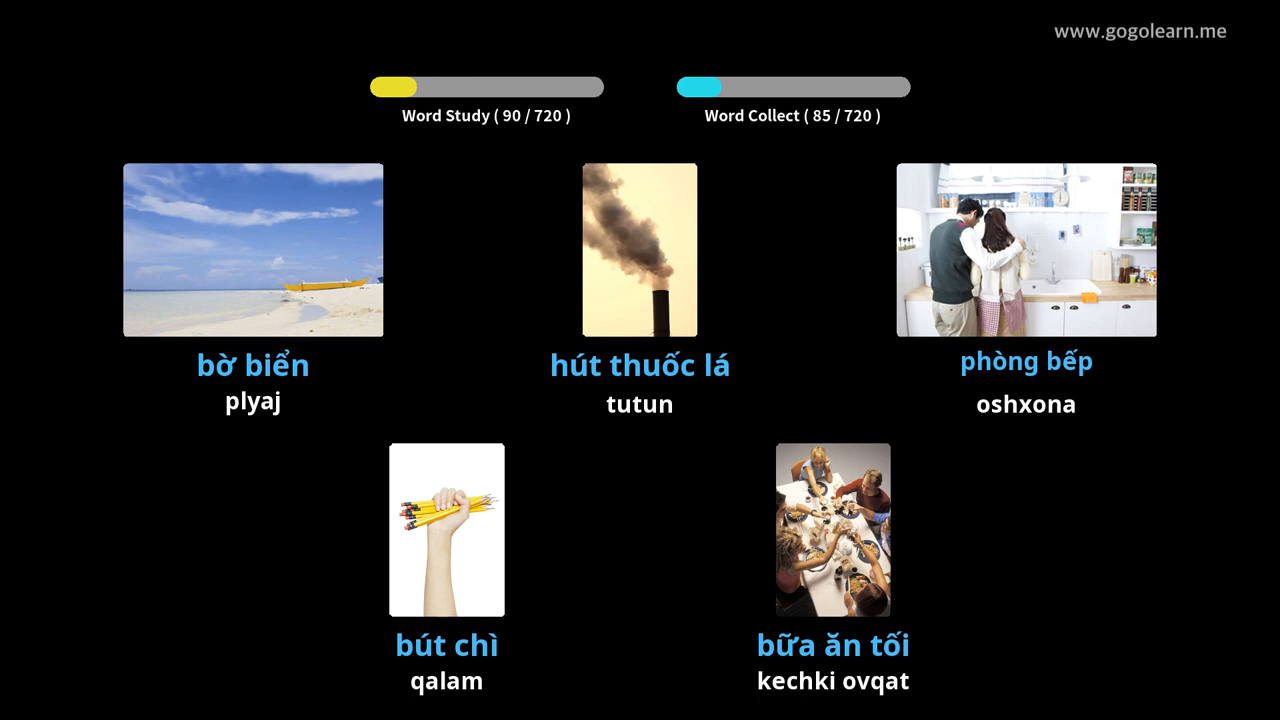 www.gogolearn.me
Word Study ( 90 / 720 )
Word Collect ( 85 / 720 )
bờ biển
plyaj
hút thuốc lá
tutun
phòng bếp
oshxona
bút chì
qalam
bữa ăn tối
kechki ovqat